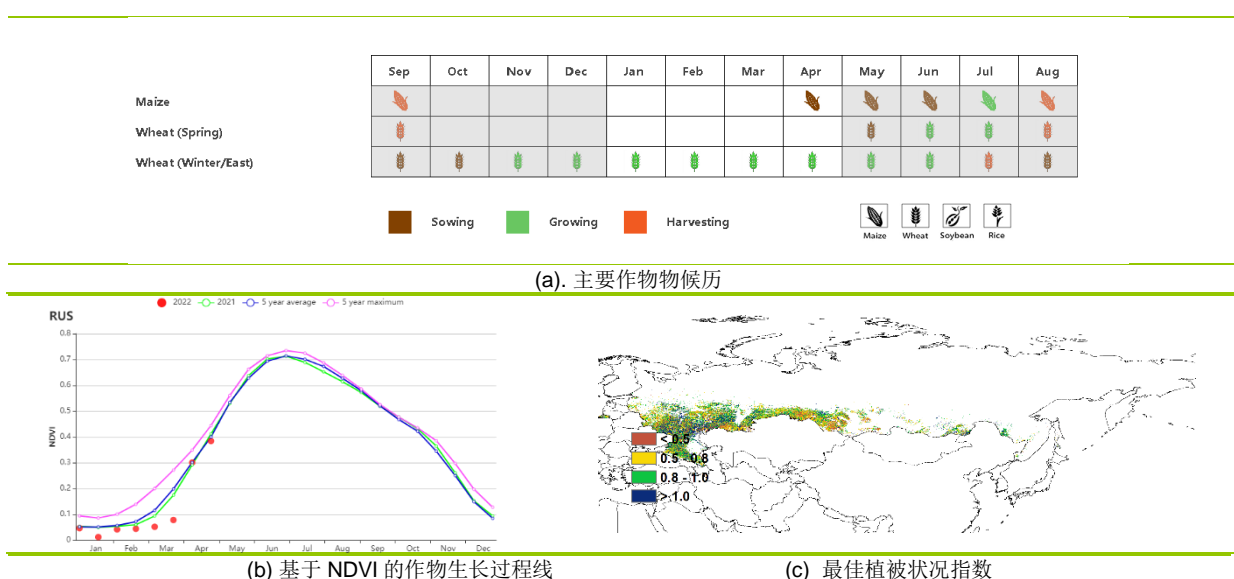 Sep Oct Nov Dec Jan Feb Mar Apr May Jun Jul Aug
Maize
Wheat (Spring)
Wheat (Winter/East)
Sowing Growing Harvesting
Maize Wheat Soybean Rice
(a). 主要作物物候历
2022 2021 5 year average 5 year maximum
RUS
0.8
0.7
0.6
0.5
0.4
0.3
0.2
0.1
0
NDVI
Jan Feb Mar Apr May Jun Jul Aug Sep Oct Nov Dec
< 0.5
0.5 - 0.8
0.8 - 1.0
> 1.0
(b) 基于 NDVI 的作物生长过程线
(c) 最佳植被状况指数